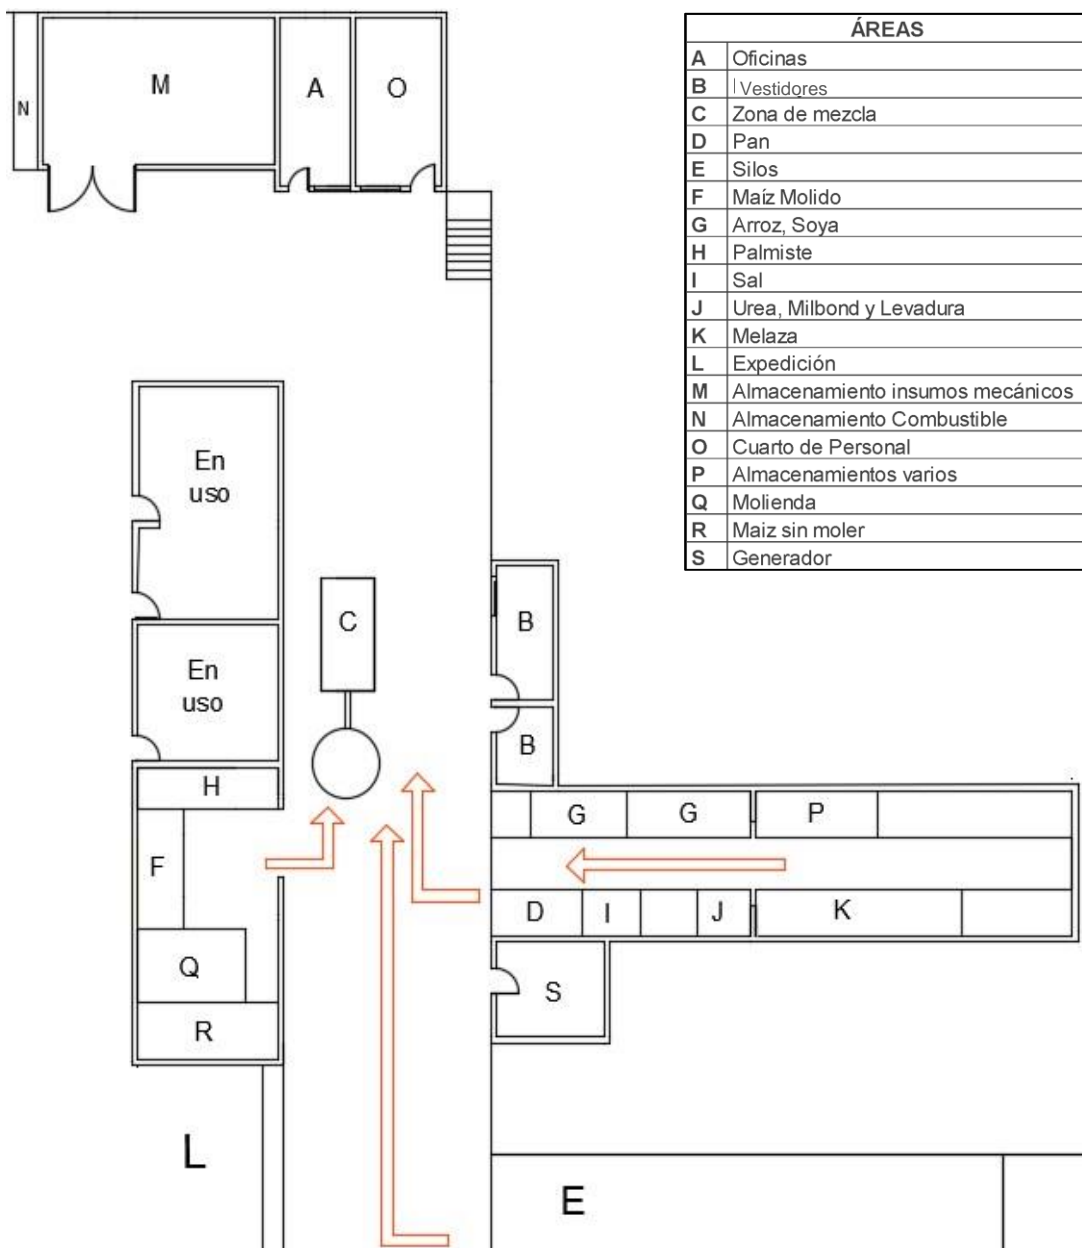 M
A
O
N
ÁREAS
A Oficinas
B Vestidores
C Zona de mezcla
D Pan
E Silos
F Maíz Molido
G Arroz, Soya
H Palmiste
I Sal
J Urea, Milbond y Levadura
K Melaza
L Expedición
M Almacenamiento insumos mecánicos
N Almacenamiento Combustible
O Cuarto de Personal
P Almacenamientos varios
Q Molienda
R Maiz sin moler
S Generador
En
uso
C
B
En
uso
B
H
G G P
F
D I J K
Q
S
R
L
E